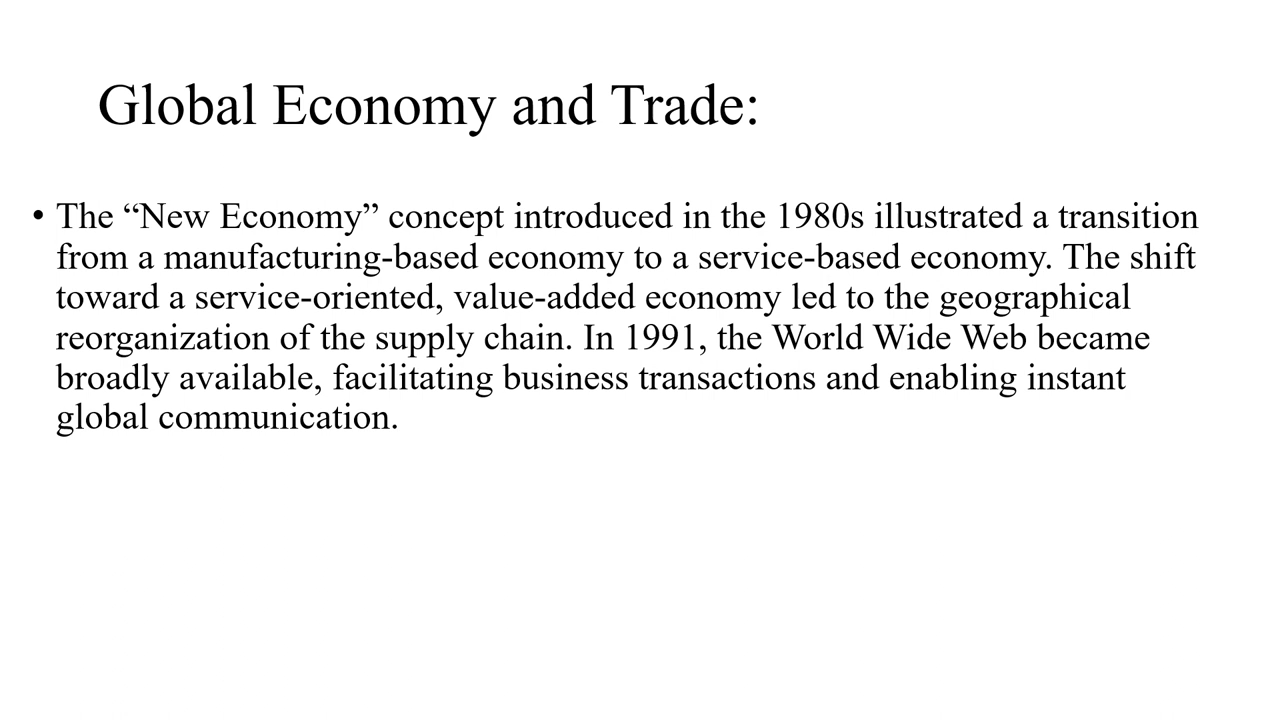 Global Economy and Trade:
• The “New Economy” concept introduced in the 1980s illustrated a transition
from a manufacturing-based economy to a service-based economy. The shift
toward a service-oriented, value-added economy led to the geographical
reorganization of the supply chain. In 1991, the World Wide Web became
broadly available, facilitating business transactions and enabling instant
global communication.